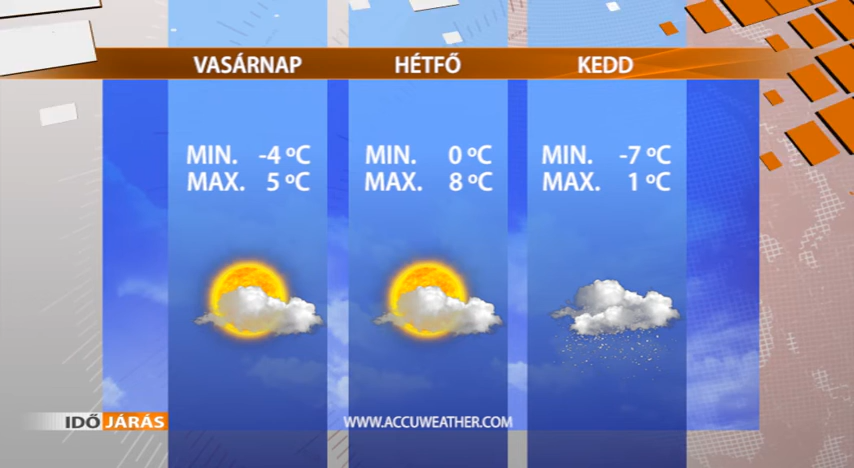 VASÁRNAP HÉTFŐ KEDD
MIN. -4 ºC MIN. 0 ºC MIN. -7 ºC
MAX. 5 ºC MAX. 8 ºC MAX. 1 ºC
IDŐJÁRÁS WWW.ACCUWEATHER.COM